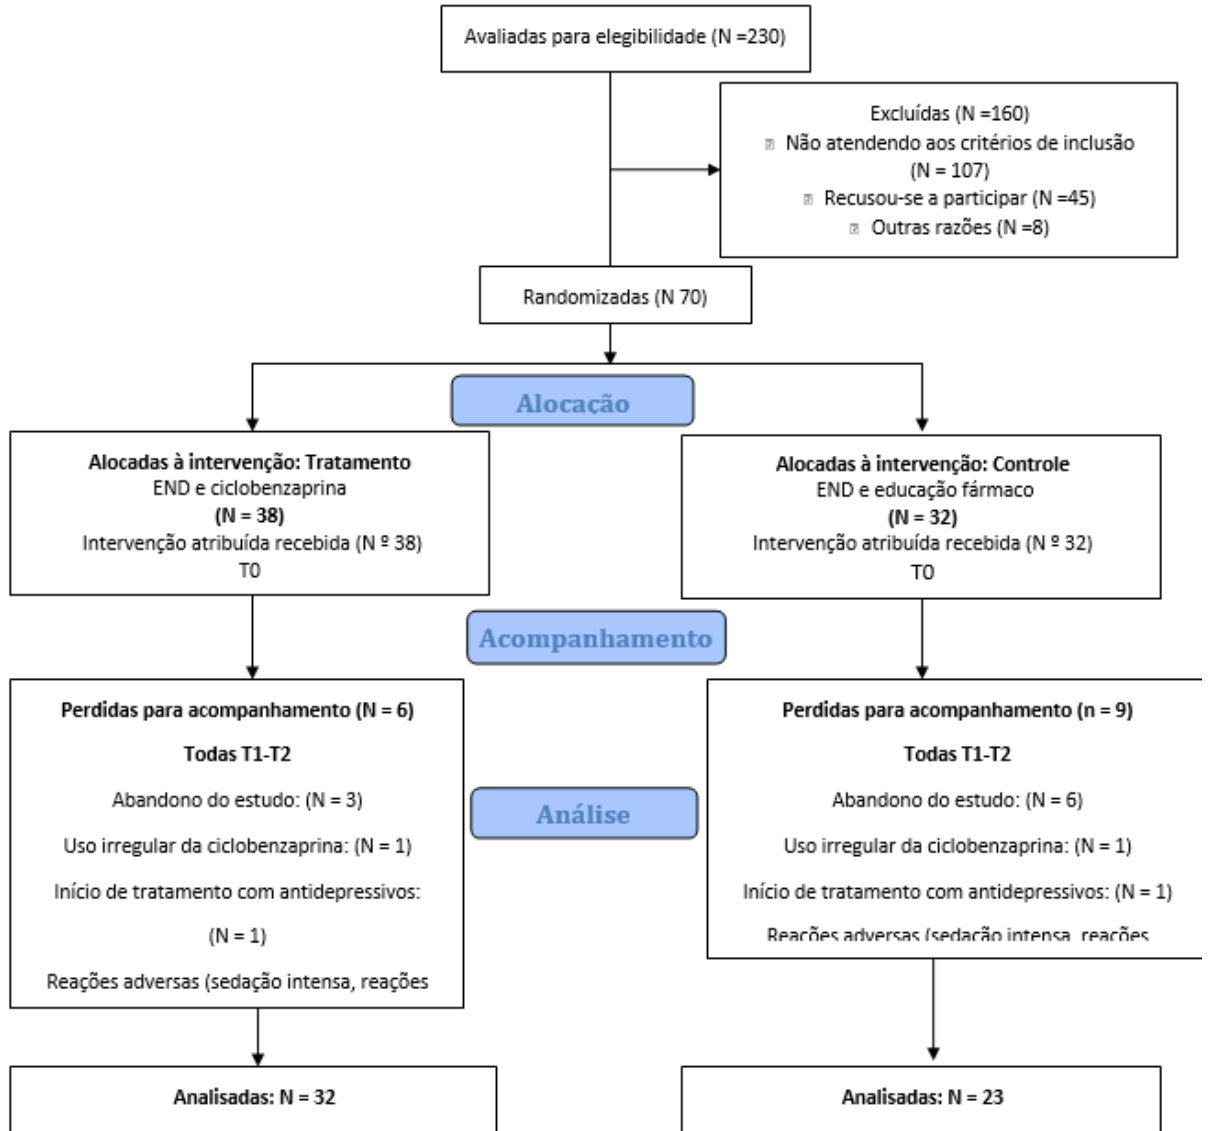 Avaliadas para elegibilidade (N =230)
Excluídas (N =160)
Não atendendo aos critérios de inclusão
(N = 107)
Recusou-se a participar (N =45)
Outras razões (N =8)
Randomizadas (N 70)
Alocação
Alocadas à intervenção: Tratamento
END e ciclobenzaprina
(N = 38)
Intervenção atribuída recebida (N º 38)
T0
Alocadas à intervenção: Controle
END e educação fármaco
(N = 32)
Intervenção atribuída recebida (N º 32)
T0
Acompanhamento
Perdidas para acompanhamento (N = 6)
Todas T1-T2
Abandono do estudo: (N = 3)
Uso irregular da ciclobenzaprina: (N = 1)
Início de tratamento com antidepressivos:
(N = 1)
Reações adversas (sedação intensa, reações
Perdidas para acompanhamento (n = 9)
Todas T1-T2
Abandono do estudo: (N = 6)
Uso irregular da ciclobenzaprina: (N = 1)
Início de tratamento com antidepressivos: (N = 1)
Reações adversas (sedação intensa, reações
Análise
Analisadas: N = 32
Analisadas: N = 23